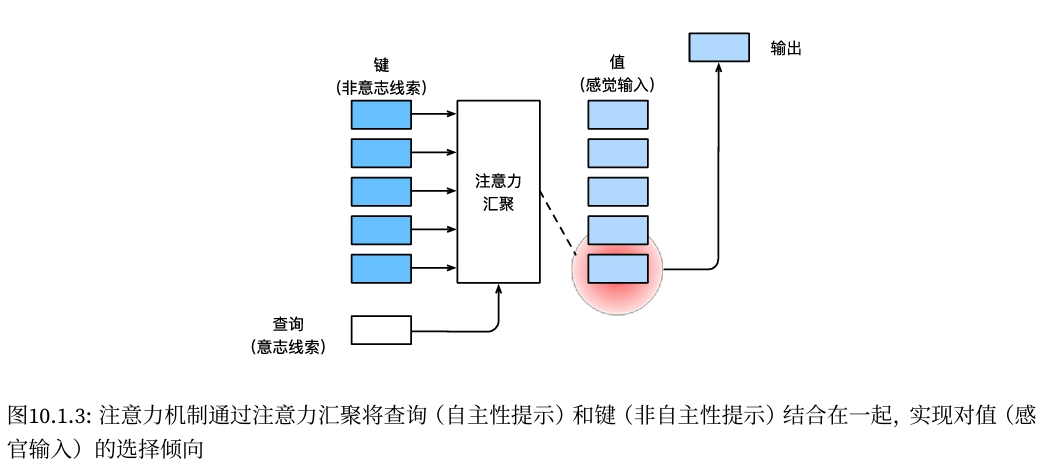 输出
键
(非意志线索)
值
(感觉输入)
注意力
汇聚
查询
(意志线索)
图10.1.3: 注意力机制通过注意力汇聚将查询（自主性提示）和键（非自主性提示）结合在一起，实现对值（感
官输入）的选择倾向